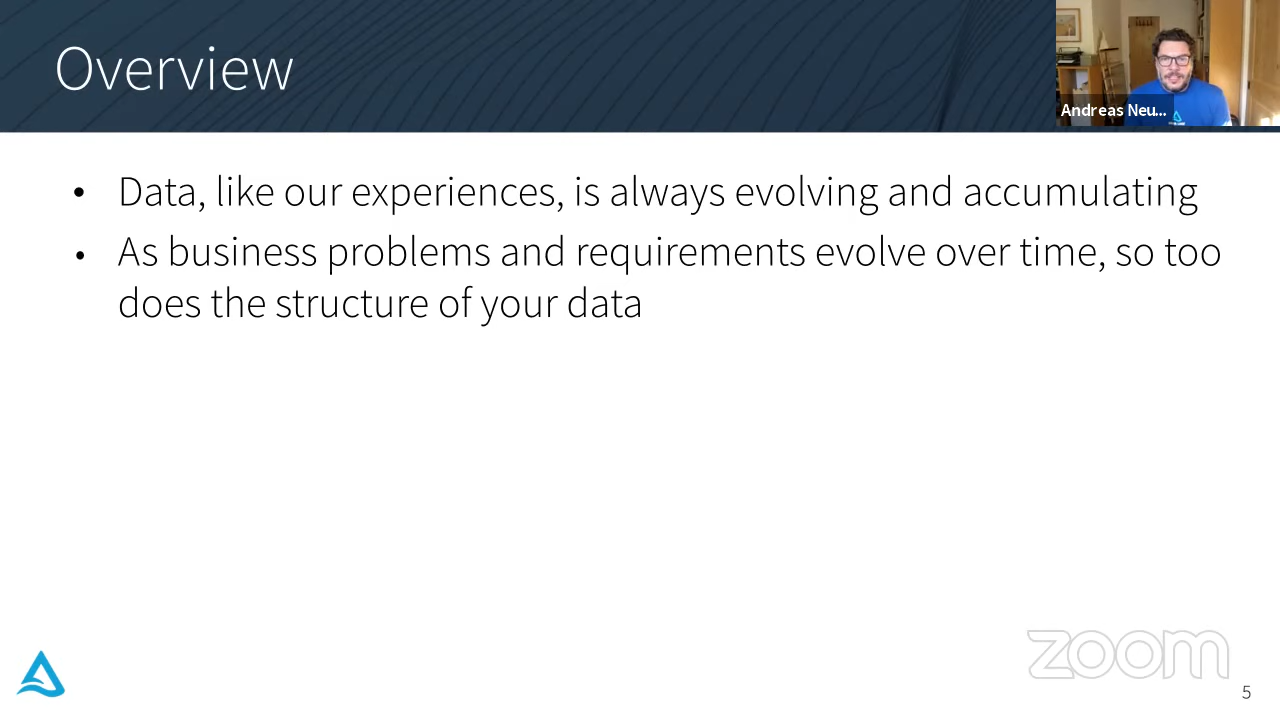 Overview
Andreas Neu...
• Data, like our experiences, is always evolving and accumulating
• As business problems and requirements evolve over time, so too
does the structure of your data
zoom
5